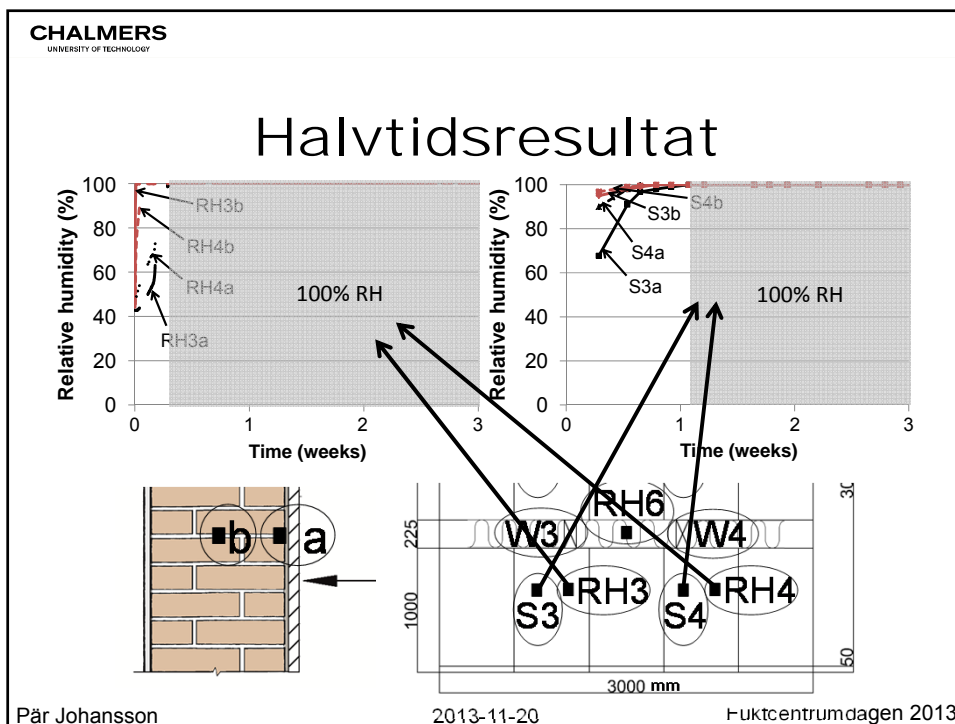 CHALMERS
UNIVERSITY OF TECHNOLOGY
Halvtidsresultat
Relative humidity (%)
100
80
60
40
20
0
0 1 2 3
Time (weeks)
RH3b
RH4b
RH4a
RH3a
100% RH
Relative humidity (%)
100
80
60
40
20
0
0 1 2 3
Time (weeks)
S4b
S3b
S4a
S3a
100% RH
b a
RH6
W3 W4
RH3 RH4
S3 S4
225
1000
50
3000 mm
Pär Johansson
2013-11-20
Fuktcentrumdagen 2013